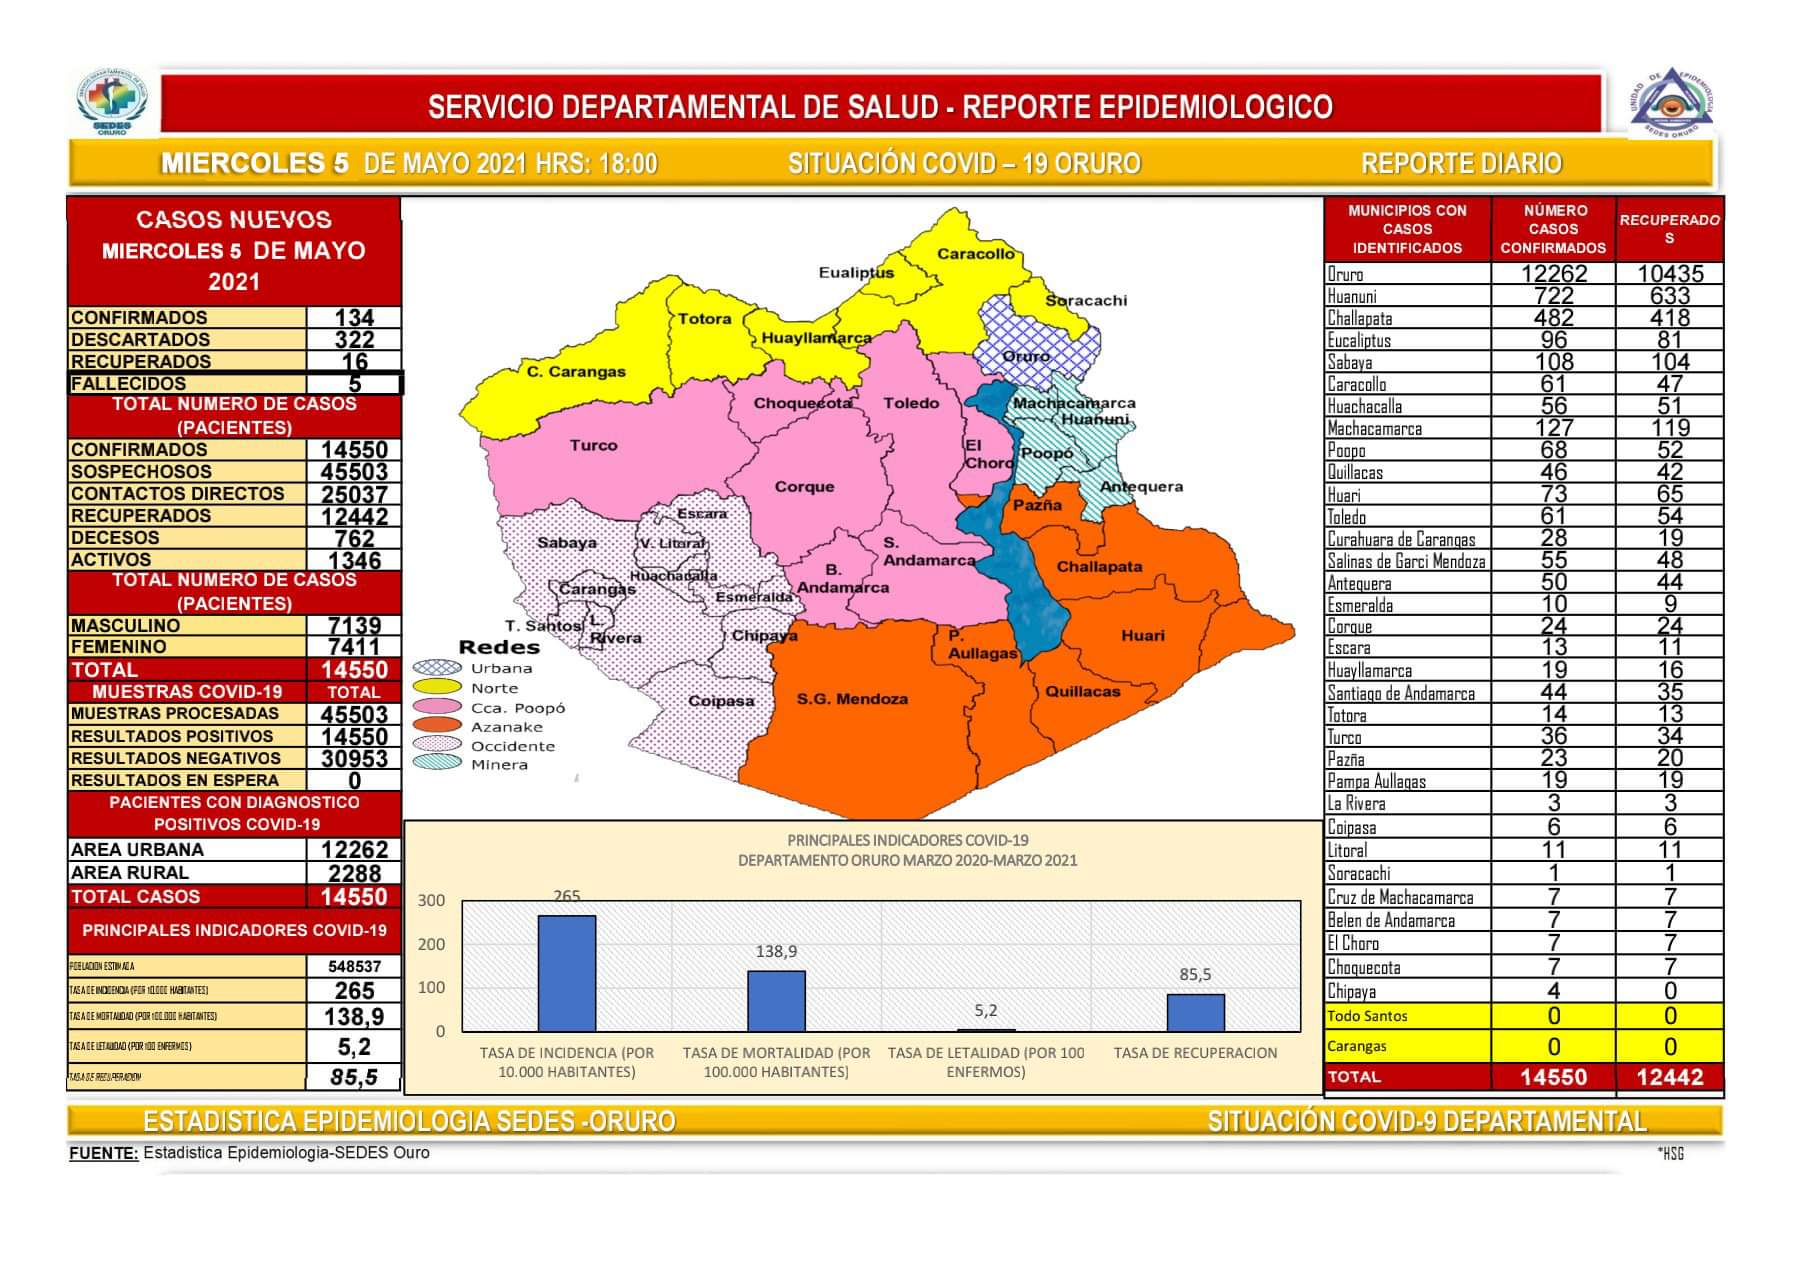 SERVICIO DEPARTAMENTAL DE SALUD - REPORTE EPIDEMIOLOGICO
SEDES
ORURO
UNIDAD DE EPIDEMIOLOGIA
SEDES ORURO
MIERCOLES 5 DE MAYO 2021 HRS: 18:00 SITUACIÓN COVID – 19 ORURO REPORTE DIARIO
CASOS NUEVOS
MIERCOLES 5 DE MAYO
2021
CONFIRMADOS 134
DESCARTADOS 322
RECUPERADOS 16
FALLECIDOS 5
TOTAL NUMERO DE CASOS
(PACIENTES)
CONFIRMADOS 14550
SOSPECHOSOS 45503
CONTACTOS DIRECTOS 25037
RECUPERADOS 12442
DECESOS 762
ACTIVOS 1346
TOTAL NUMERO DE CASOS
(PACIENTES)
MASCULINO 7139
FEMENINO 7411
TOTAL 14550
MUESTRAS COVID-19 TOTAL
MUESTRAS PROCESADAS 45503
RESULTADOS POSITIVOS 14550
RESULTADOS NEGATIVOS 30953
RESULTADOS EN ESPERA 0
PACIENTES CON DIAGNOSTICO
POSITIVOS COVID-19
AREA URBANA 12262
AREA RURAL 2288
TOTAL CASOS 14550
PRINCIPALES INDICADORES COVID-19
POBLACION ESTIMADA 548537
TASA DE INCIDENCIA (POR 10.000 HABITANTES) 265
TASA DE MORTALIDAD (POR 100.000 HABITANTES) 138,9
TASA DE LETALIDAD (POR 100 ENFERMOS) 5,2
TASA DE RECUPERACION 85,5
Caracollo
Eualiptus
Soracachi
Totora
Huayllamarca
Oruro
C. Carangas
Choquecota
Toledo
Machacamarca
Huanuni
Turco
El
Choro
Poopó
Corque
Antequera
Pazña
Escara
Sabaya
V. Litoral
S.
Andamarca
Challapata
Huachacalla
B.
Andamarca
Carangas
Esmeralda
T. Santos
L.
Rivera
Chipaya
P.
Aullagas
Huari
Coipasa
S.G. Mendoza
Quillacas
Redes
Urbana
Norte
Cca. Poopó
Azanake
Occidente
Minera
PRINCIPALES INDICADORES COVID-19
DEPARTAMENTO ORURO MARZO 2020-MARZO 2021
300
200
100
0
265
138,9
5,2
85,5
TASA DE INCIDENCIA (POR
10.000 HABITANTES)
TASA DE MORTALIDAD (POR
100.000 HABITANTES)
TASA DE LETALIDAD (POR 100
ENFERMOS)
TASA DE RECUPERACION
MUNICIPIOS CON
CASOS
IDENTIFICADOS
NÚMERO
CASOS
CONFIRMADOS
RECUPERADO
S
Oruro 12262 10435
Huanuni 722 633
Challapata 482 418
Eucaliptus 96 81
Sabaya 108 104
Caracollo 61 47
Huachacalla 56 51
Machacamarca 127 119
Poopo 68 52
Quillacas 46 42
Huari 73 65
Toledo 61 54
Curahuara de Carangas 28 19
Salinas de Garci Mendoza 55 48
Antequera 50 44
Esmeralda 10 9
Corque 24 24
Escara 13 11
Huayllamarca 19 16
Santiago de Andamarca 44 35
Totora 14 13
Turco 36 34
Pazña 23 20
Pampa Aullagas 19 19
La Rivera 3 3
Coipasa 6 6
Litoral 11 11
Soracachi 1 1
Cruz de Machacamarca 7 7
Belen de Andamarca 7 7
El Choro 7 7
Choquecota 7 7
Chipaya 4 0
Todo Santos 0 0
Carangas 0 0
TOTAL 14550 12442
ESTADISTICA EPIDEMIOLOGIA SEDES -ORURO SITUACIÓN COVID-9 DEPARTAMENTAL
FUENTE: Estadistica Epidemiologia-SEDES Ouro *HSG